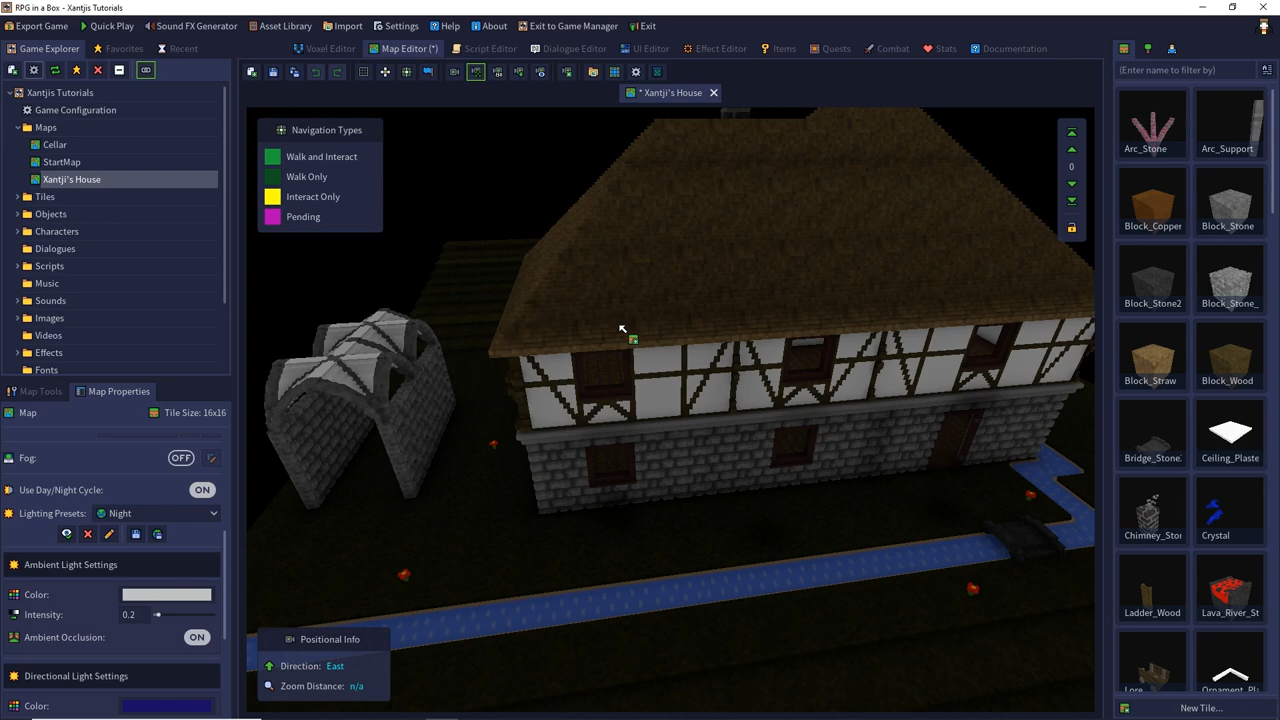 RPG in a Box — Xantjis Tutorials
Export Game
Quick Play
Sound FX Generator
Asset Library
Import
Settings
Help
About
Exit to Game Manager
Exit
Game Explorer
Favorites
Recent
Voxel Editor
Map Editor (*)
Script Editor
Dialogue Editor
UI Editor
Effect Editor
Items
Quests
Combat
Stats
Documentation
(Enter name to filter by)
* Xantji's House
Xantjis Tutorials
Game Configuration
Maps
Cellar
StartMap
Xantji's House
Tiles
Objects
Characters
Dialogues
Scripts
Music
Sounds
Images
Videos
Effects
Fonts
Map Tools
Map Properties
Map
Tile Size: 16x16
Fog:
OFF
Use Day/Night Cycle:
ON
Lighting Presets:
Night
Ambient Light Settings
Color:
Intensity:
0.2
Ambient Occlusion:
ON
Directional Light Settings
Color:
Navigation Types
Walk and Interact
Walk Only
Interact Only
Pending
0
Positional Info
Direction: East
Zoom Distance: n/a
Arc_Stone
Arc_Support
Block_Copper
Block_Stone
Block_Stone2
Block_Stone_
Block_Straw
Block_Wood
Bridge_Stone
Ceiling_Plaste
Chimney_Stor
Crystal
Ladder_Wood
Lava_River_St
Lore
Ornament_Pl
New Tile...